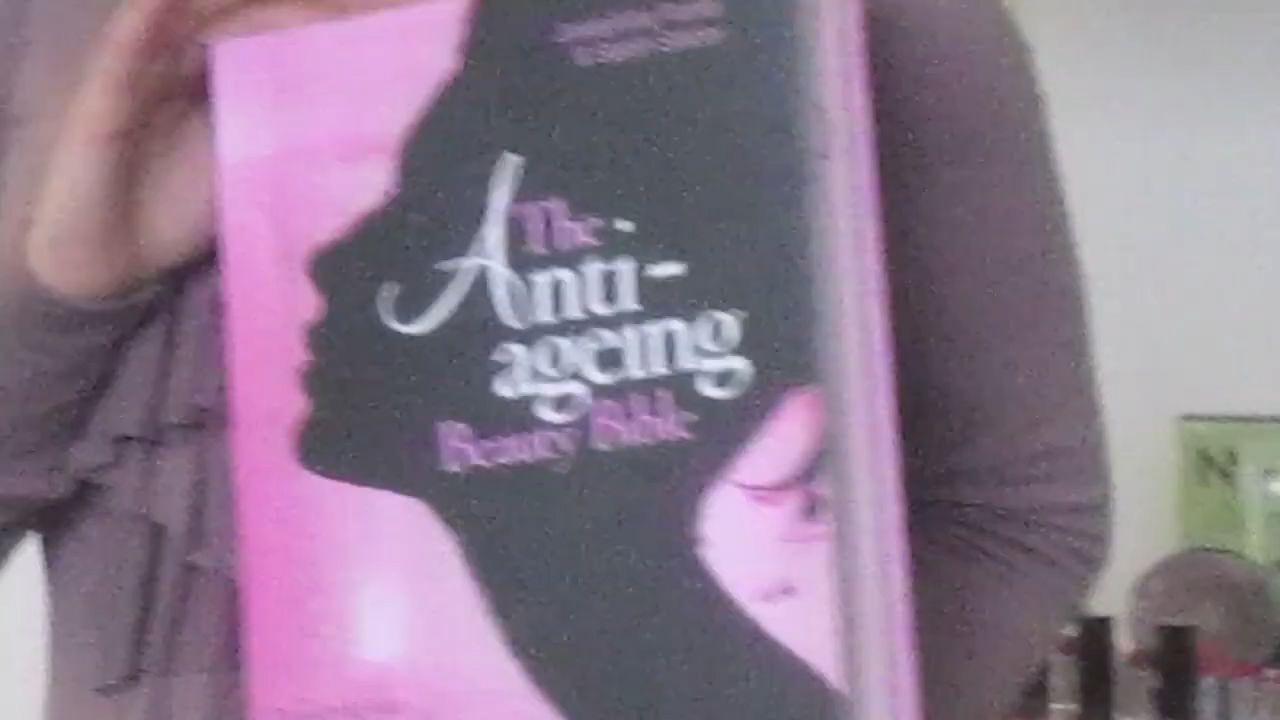 The
Anti-
ageing
Beauty Bible
N